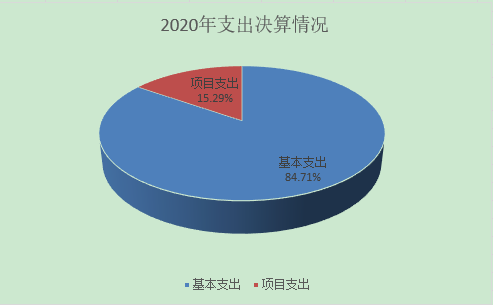 2020年支出决算情况
项目支出
15.29%
基本支出
84.71%
基本支出 项目支出